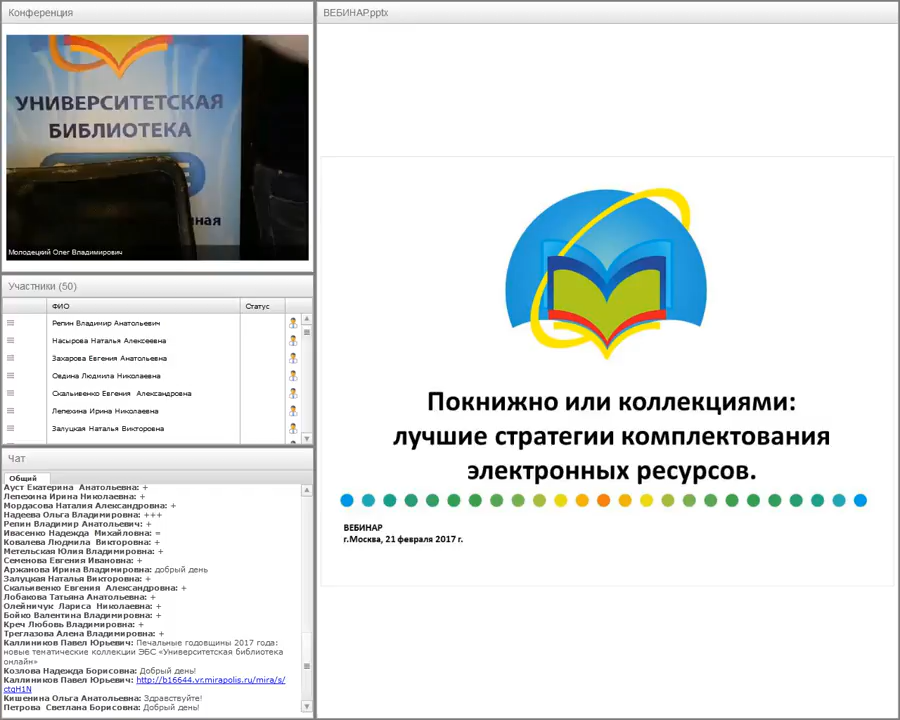 Конференция
УНИВЕРСИТЕТСКАЯ
БИБЛИОТЕКА
ная
Молодецкий Олег Владимирович
Участники (50)
ФИО Статус
Репин Владимир Анатольевич
Насырова Наталья Алексеевна
Захарова Евгения Анатольевна
Овдина Людмила Николаевна
Скальивенко Евгения Александровна
Лепехина Ирина Николаевна
Залуцкая Наталья Викторовна
Чат
Общий
Ауст Екатерина Анатольевна: +
Лепехина Ирина Николаевна: +
Мордасова Наталия Александровна: +
Надеева Ольга Владимировна: +++
Репин Владимир Анатольевич: +
Ивасенко Надежда Михайловна: =
Ковалева Людмила Викторовна: +
Метельская Юлия Владимировна: +
Семенова Евгения Ивановна: +
Аржанова Ирина Владимировна: добрый день
Залуцкая Наталья Викторовна: +
Скальивенко Евгения Александровна: +
Лобакова Татьяна Анатольевна: +
Олейничук Лариса Николаевна: +
Бойко Валентина Владимировна: +
Креч Любовь Владимировна: +
Треглазова Алена Владимировна: +
Каллиников Павел Юрьевич: Печальные годовщины 2017 года:
новые тематические коллекции ЭБС «Университетская библиотека
онлайн»
Козлова Надежда Борисовна: Добрый день!
Каллиников Павел Юрьевич: http://b16644.vr.mirapolis.ru/mira/s/
ctgH1N
Кишенина Ольга Анатольевна: Здравствуйте!
Петрова Светлана Борисовна: Добрый день!
ВЕБИНАР.pptx
Покнижно или коллекциями:
лучшие стратегии комплектования
электронных ресурсов.
ВЕБИНАР
г.Москва, 21 февраля 2017 г.